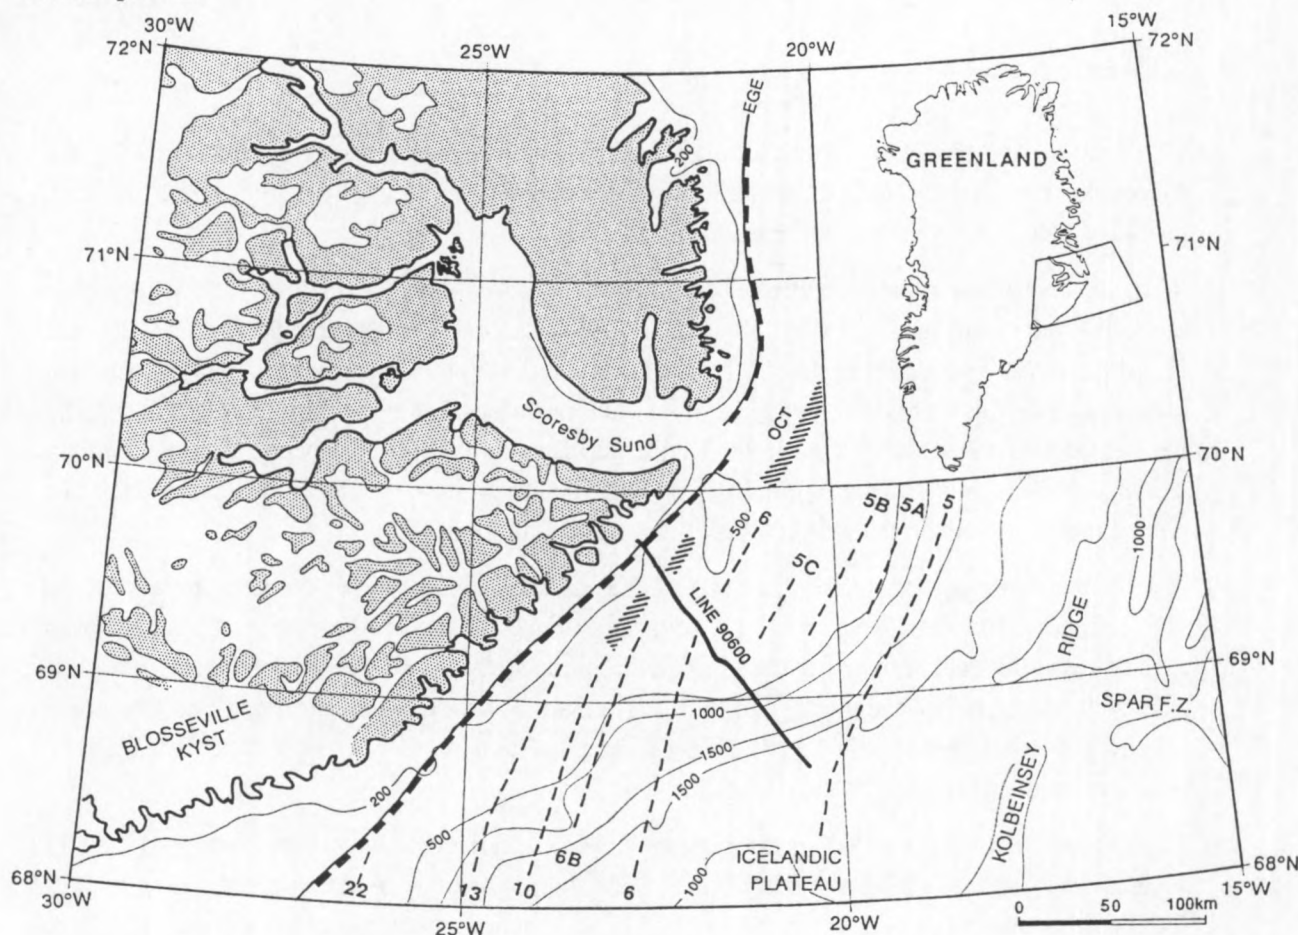 30°W
25°W
20°W
15°W
72°N
72°N
EGE
200
GREENLAND
71°N
71°N
Scoresby Sund
OCT
70°N
70°N
500
6
5B
5A
5
1000
5C
LINE 90600
RIDGE
69°N
69°N
1000
SPAR F.Z.
BLOSSEVILLE
KYST
1500
200
1500
KOLBEINSEY
500
6B
ICELANDIC
PLATEAU
1000
68°N
68°N
22
13
10
6
30°W
25°W
20°W
15°W
0 50 100km